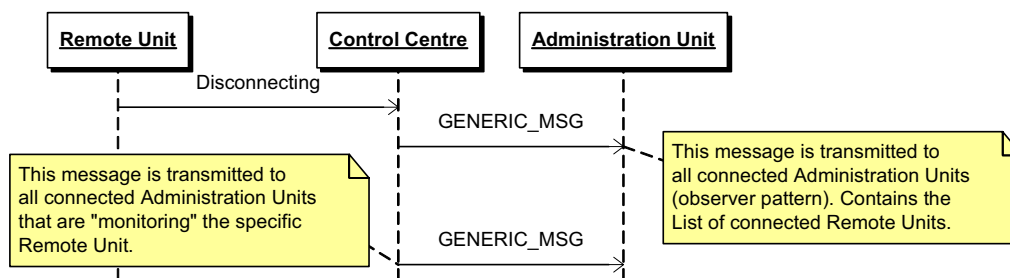 Remote Unit
Control Centre
Administration Unit
Disconnecting
GENERIC_MSG
This message is transmitted to
all connected Administration Units
(observer pattern). Contains the
List of connected Remote Units.
This message is transmitted to
all connected Administration Units
that are "monitoring" the specific
Remote Unit.
GENERIC_MSG